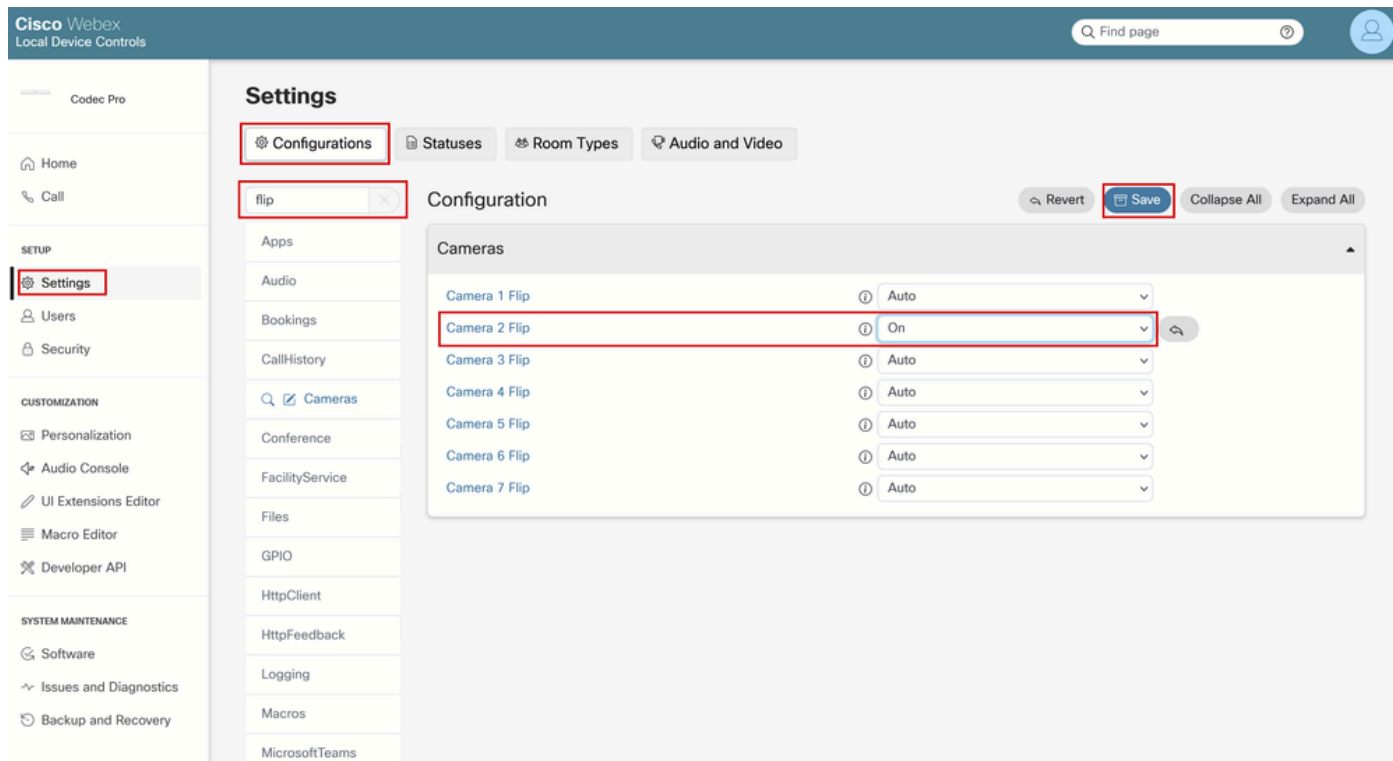 Cisco Webex
Local Device Controls
Find page
Codec Pro
Home
Call
SETUP
Settings
Users
Security
CUSTOMIZATION
Personalization
Audio Console
UI Extensions Editor
Macro Editor
Developer API
SYSTEM MAINTENANCE
Software
Issues and Diagnostics
Backup and Recovery
Settings
Configurations Statuses Room Types Audio and Video
flip
Apps
Audio
Bookings
CallHistory
Cameras
Conference
FacilityService
Files
GPIO
HttpClient
HttpFeedback
Logging
Macros
MicrosoftTeams
Configuration Revert Save Collapse All Expand All
Cameras
Camera 1 Flip Auto
Camera 2 Flip On
Camera 3 Flip Auto
Camera 4 Flip Auto
Camera 5 Flip Auto
Camera 6 Flip Auto
Camera 7 Flip Auto